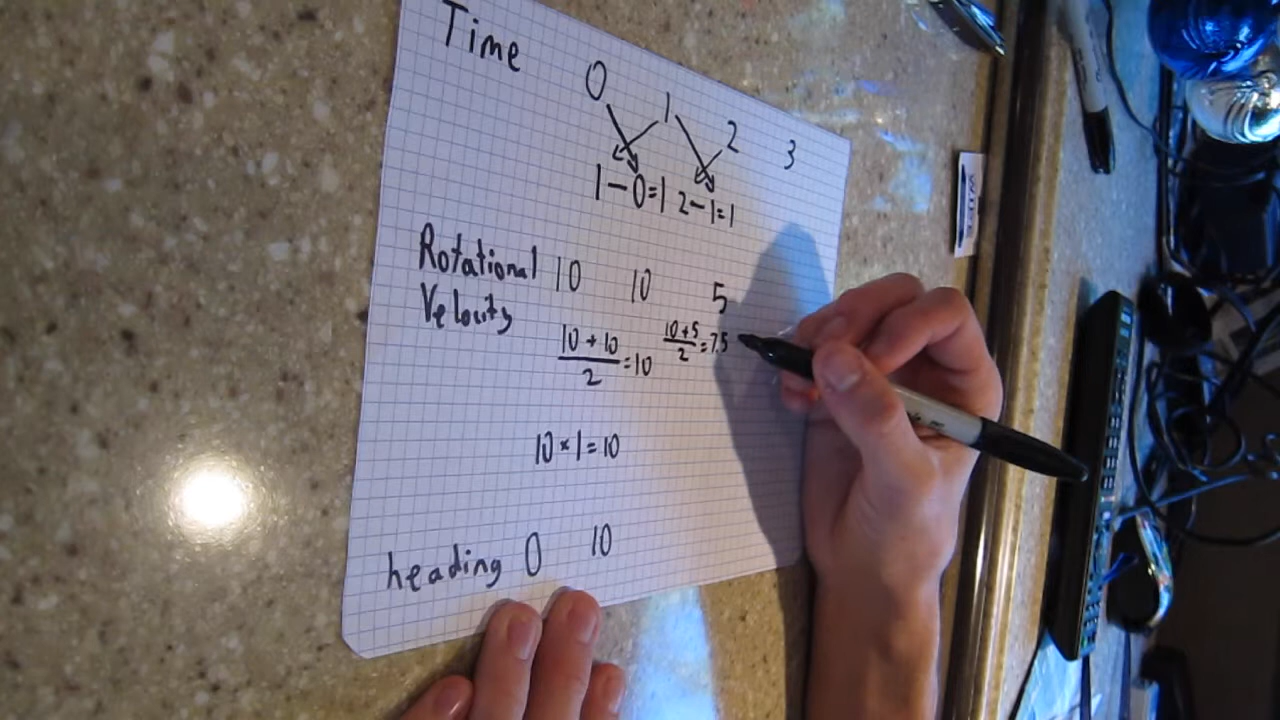 Time 0 1 2 3
1-0=1 2-1=1
Rotational 10 10 5
Velocity
10+10/2=10 10+5/2=7.5
10×1=10
heading 0 10